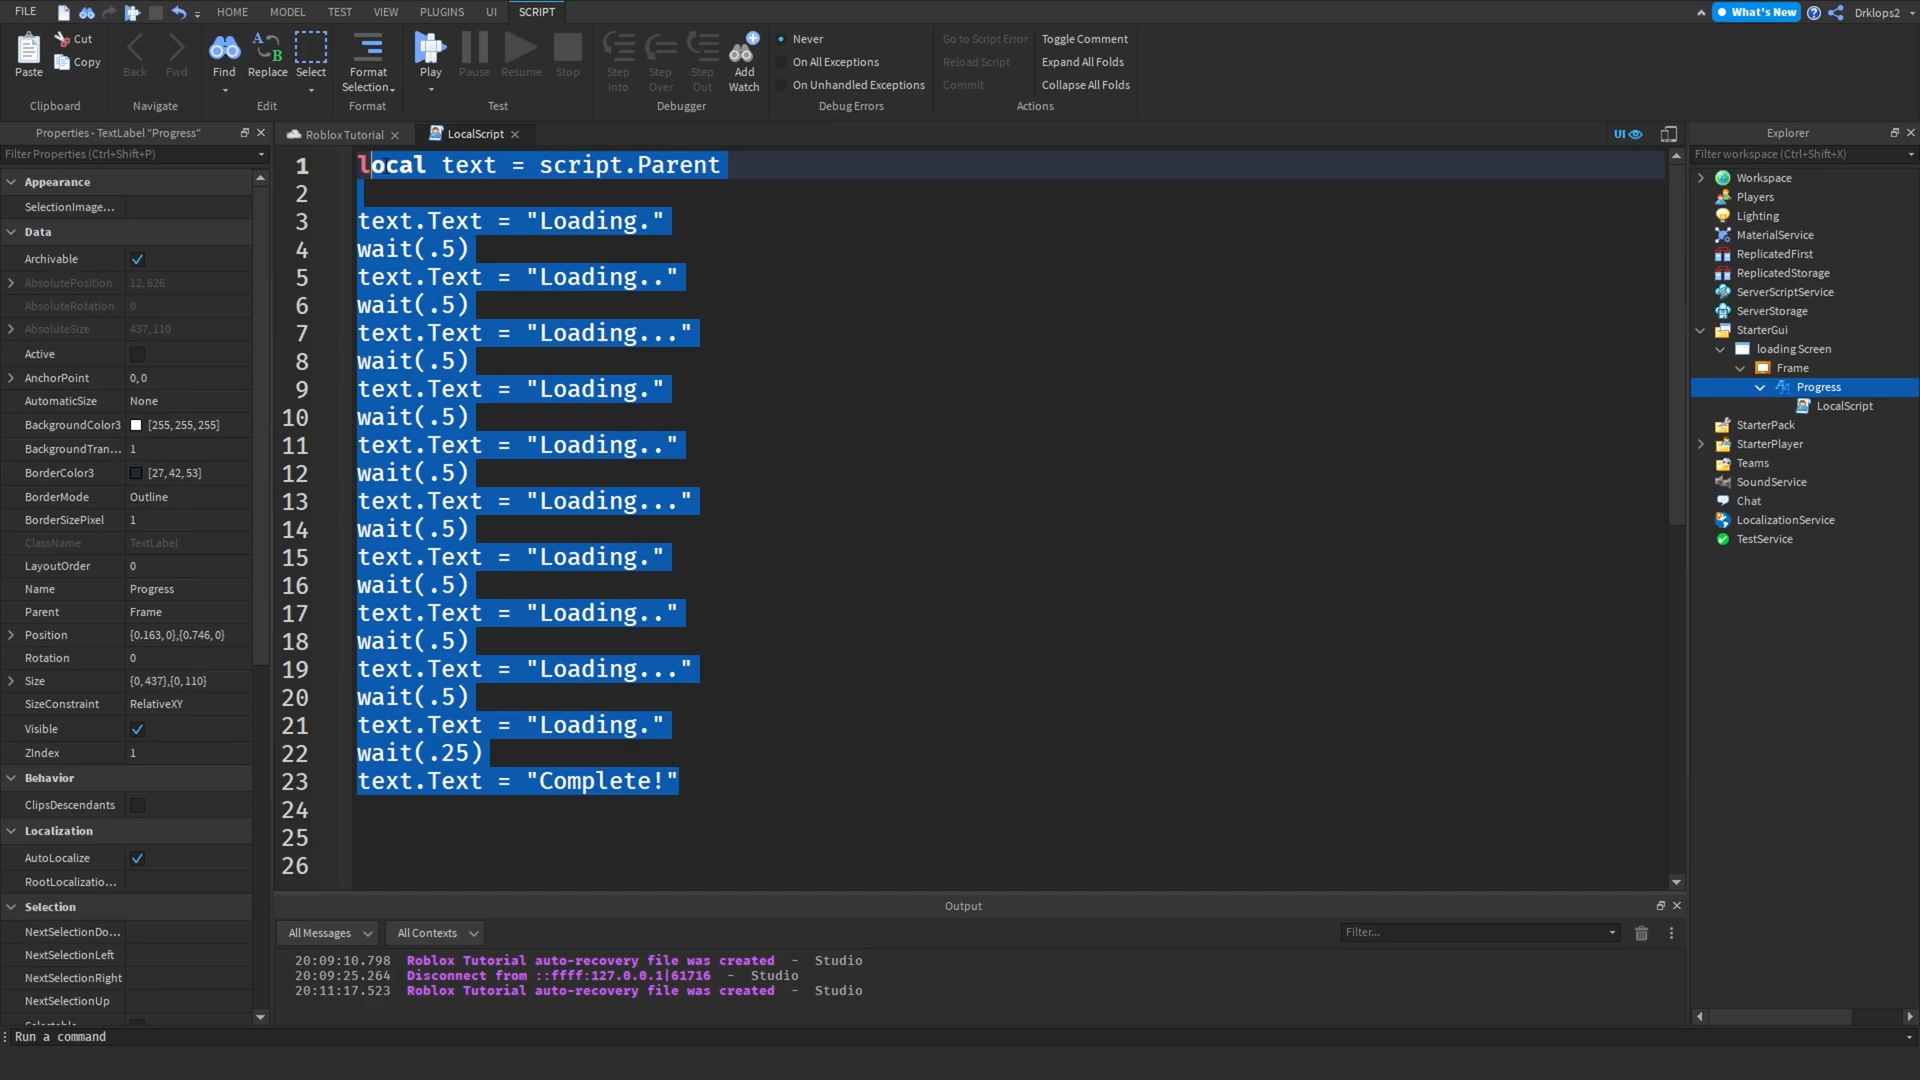 FILE
HOME
MODEL
TEST
VIEW
PLUGINS
UI
SCRIPT
What's New
Drklops2
Paste
Cut
Copy
Clipboard
Back
Fwd
Navigate
Find
Replace
Select
Edit
Format
Selection
Format
Play
Pause
Resume
Stop
Test
Step
Into
Step
Over
Step
Out
Add
Watch
Debugger
Never
On All Exceptions
On Unhandled Exceptions
Debug Errors
Go to Script Error
Reload Script
Commit
Toggle Comment
Expand All Folds
Collapse All Folds
Actions
Properties - TextLabel "Progress"
Filter Properties (Ctrl+Shift+P)
Appearance
SelectionImage...
Data
Archivable
AbsolutePosition 12, 626
AbsoluteRotation 0
AbsoluteSize 437, 110
Active
AnchorPoint 0, 0
AutomaticSize None
BackgroundColor3 [255, 255, 255]
BackgroundTran... 1
BorderColor3 [27, 42, 53]
BorderMode Outline
BorderSizePixel 1
ClassName TextLabel
LayoutOrder 0
Name Progress
Parent Frame
Position {0.163, 0},{0.746, 0}
Rotation 0
Size {0, 437},{0, 110}
SizeConstraint RelativeXY
Visible
ZIndex 1
Behavior
ClipsDescendants
Localization
AutoLocalize
RootLocalizatio...
Selection
NextSelectionDo...
NextSelectionLeft
NextSelectionRight
NextSelectionUp
Selectable
Roblox Tutorial
LocalScript
UI
1 local text = script.Parent
2
3 text.Text = "Loading."
4 wait(.5)
5 text.Text = "Loading.."
6 wait(.5)
7 text.Text = "Loading..."
8 wait(.5)
9 text.Text = "Loading."
10 wait(.5)
11 text.Text = "Loading.."
12 wait(.5)
13 text.Text = "Loading..."
14 wait(.5)
15 text.Text = "Loading."
16 wait(.5)
17 text.Text = "Loading.."
18 wait(.5)
19 text.Text = "Loading..."
20 wait(.5)
21 text.Text = "Loading."
22 wait(.25)
23 text.Text = "Complete!"
24
25
26
Output
All Messages
All Contexts
Filter...
20:09:10.798 Roblox Tutorial auto-recovery file was created - Studio
20:09:25.264 Disconnect from ::ffff:127.0.0.1|61716 - Studio
20:11:17.523 Roblox Tutorial auto-recovery file was created - Studio
Explorer
Filter workspace (Ctrl+Shift+X)
Workspace
Players
Lighting
MaterialService
ReplicatedFirst
ReplicatedStorage
ServerScriptService
ServerStorage
StarterGui
loading Screen
Frame
Progress
LocalScript
StarterPack
StarterPlayer
Teams
SoundService
Chat
LocalizationService
TestService
Run a command